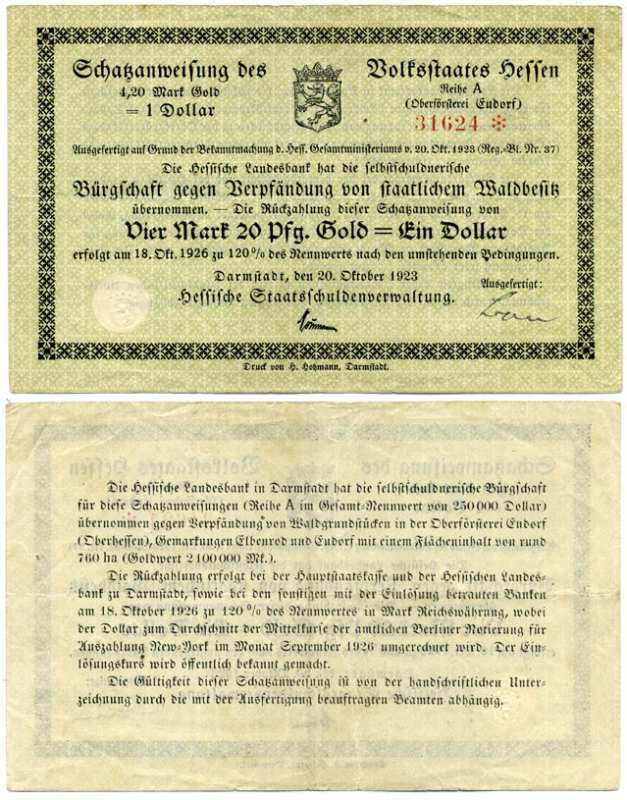 Schatzanweisung des
4,20 Mark Gold
= 1 Dollar
Volksstaates Hessen
Reihe A
(Oberförsterei Eudorf)
31624 ✻
Ausgefertigt auf Grund der Bekanntmachung d. Hess. Gesamtministeriums v. 20. Okt. 1923 (Reg.-Bl. Nr. 37)
Die Hessische Landesbank hat die selbstschuldnerische
Bürgschaft gegen Verpfändung von staatlichem Waldbesitz
übernommen. — Die Rückzahlung dieser Schatzanweisung von
Vier Mark 20 Pfg. Gold = Ein Dollar
erfolgt am 18. Okt. 1926 zu 120 % des Nennwerts nach den umstehenden Bedingungen.
Darmstadt, den 20. Oktober 1923
Ausgefertigt:
Hessische Staatsschuldenverwaltung.
Druck von H. Hohmann, Darmstadt.
Die Hessische Landesbank in Darmstadt hat die selbstschuldnerische Bürgschaft
für diese Schatzanweisungen (Reihe A im Gesamt-Nennwert von 250 000 Dollar)
übernommen gegen Verpfändung von Waldgrundstücken in der Oberförsterei Eudorf
(Oberhessen), Gemarkungen Elbenrod und Eudorf mit einem Flächeninhalt von rund
760 ha (Goldwert 2 100 000 Mk.).
Die Rückzahlung erfolgt bei der Hauptstaatskasse und der Hessischen Landes-
bank zu Darmstadt, sowie bei den sonstigen mit der Einlösung betrauten Banken
am 18. Oktober 1926 zu 120 % des Nennwertes in Mark Reichswährung, wobei
der Dollar zum Durchschnitt der Mittelkurse der amtlichen Berliner Notierung für
Auszahlung New-York im Monat September 1926 umgerechnet wird. Der Ein-
lösungskurs wird öffentlich bekannt gemacht.
Die Gültigkeit dieser Schatzanweisung ist von der handschriftlichen Unter-
zeichnung durch die mit der Ausfertigung beauftragten Beamten abhängig.